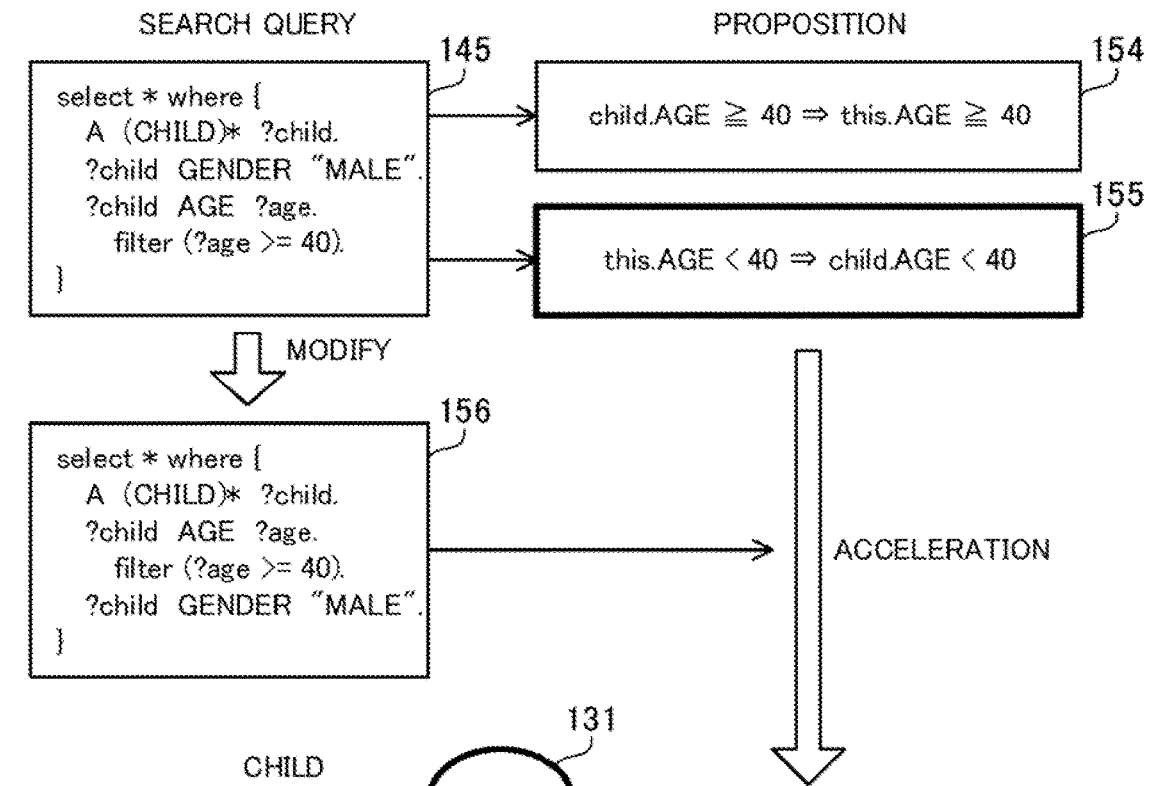 SEARCH QUERY
PROPOSITION
145
select * where {
A (CHILD)* ?child.
?child GENDER "MALE".
?child AGE ?age.
filter (?age >= 40).
}
154
child.AGE ≧ 40 ⇒ this.AGE ≧ 40
155
this.AGE < 40 ⇒ child.AGE < 40
MODIFY
156
select * where {
A (CHILD)* ?child.
?child AGE ?age.
filter (?age >= 40).
?child GENDER "MALE".
}
ACCELERATION
131
CHILD